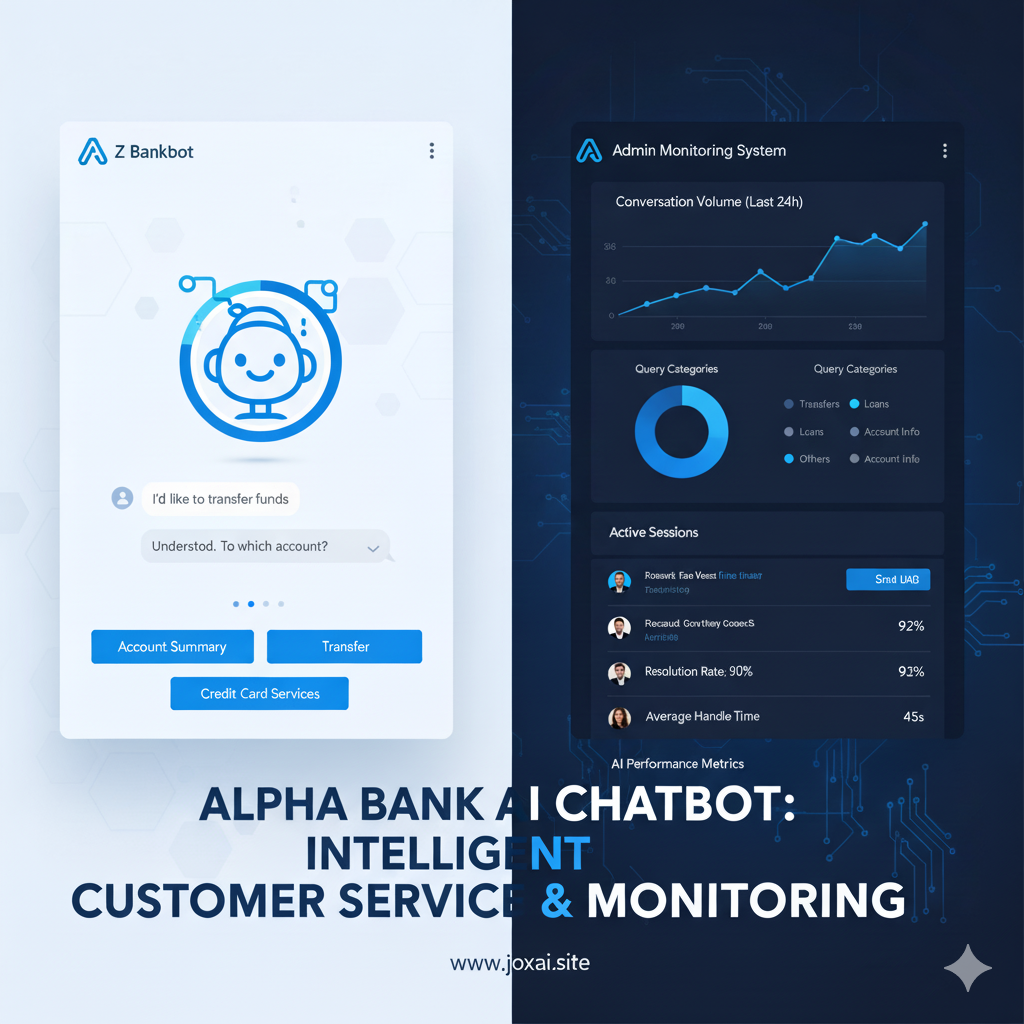 Z Bankbot
I'd like to transfer funds
Understod. To which account?
Account Summary
Transfer
Credit Card Services
Admin Monitoring System
Conversation Volume (Last 24h)
30
0
200
200
230
Query Categories
Query Categories
Transfers
Loans
Loans
Account Info
Others
Account info
Active Sessions
92%
Resolution Rate; 90%
Average Handle Time
45s
AI Performance Metrics
ALPHA BANK AI CHATBOT:
INTELLIGENT
CUSTOMER SERVICE & MONITORING
www.joxai.site